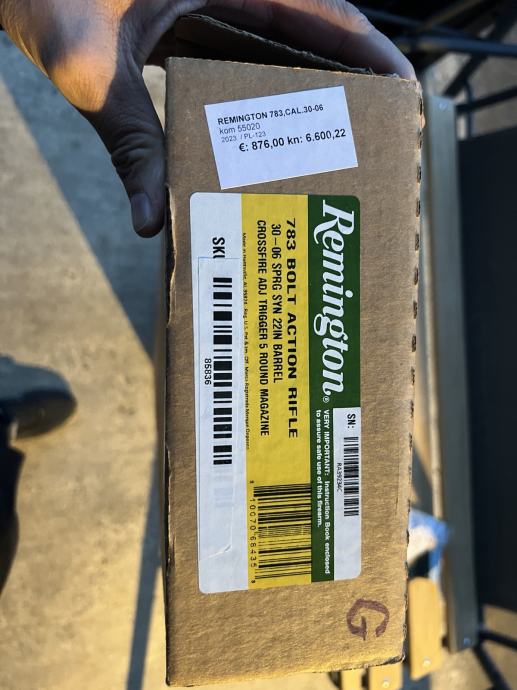 REMINGTON 783,CAL.30-06
kom 55020
2023. / PL-123
€: 876,00 kn: 6.600,22
Remington®
783 BOLT ACTION RIFLE
30-06 SPRG SYN 22IN BARREL
CROSSFIRE ADJ TRIGGER 5 ROUND MAGAZINE
SN:
RA39234C
VERY IMPORTANT: Instruction Book enclosed
to assure safe use of this firearm.
SKU
85836
G